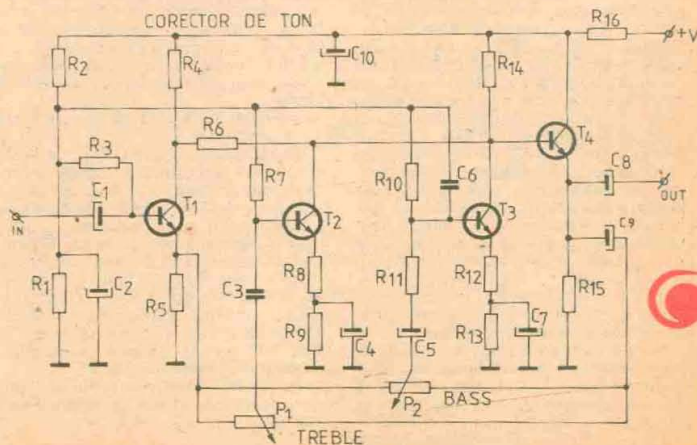 CORECTOR DE TON
R16
+V
R2
R4
C10
R14
R3
R6
T4
C1
T1
R7
R10
C6
C8
IN
T2
T3
OUT
C9
R1
C2
R5
C3
R8
R11
R12
R15
R9
C4
C5
R13
C7
P2
BASS
P1
TREBLE